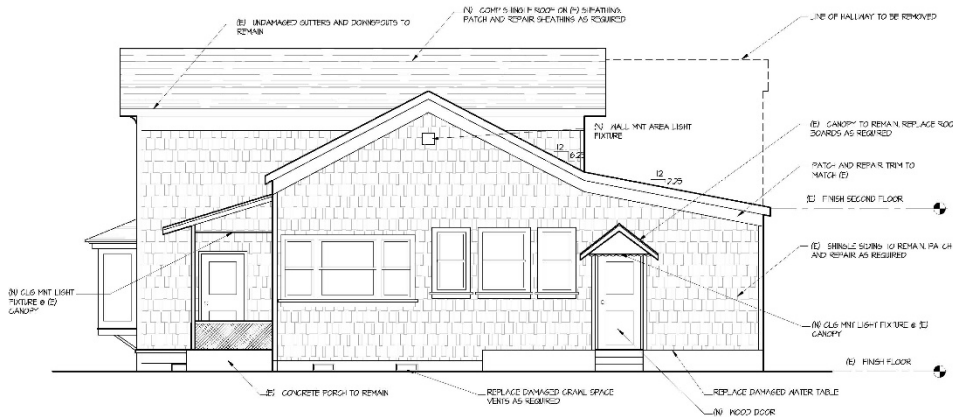 (E) UNDAMAGED GUTTERS AND DOWNSPOUTS TO
REMAIN
(N) COMP SHINGLE ROOF ON (E) SHEATHING.
PATCH AND REPAIR SHEATHING AS REQUIRED
LINE OF HALLWAY TO BE REMOVED
(N) WALL MNT AREA LIGHT
FIXTURE
(E) CANOPY TO REMAIN, REPLACE ROOF
BOARDS AS REQUIRED
12
6.25
12
2.25
PATCH AND REPAIR TRIM TO
MATCH (E)
(E) FINISH SECOND FLOOR
(E) SHINGLE SIDING TO REMAIN, PATCH
AND REPAIR AS REQUIRED
(N) CLG MNT LIGHT
FIXTURE @ (E)
CANOPY
(N) CLG MNT LIGHT FIXTURE @ (E)
CANOPY
(E) FINISH FLOOR
(E) CONCRETE PORCH TO REMAIN
REPLACE DAMAGED CRAWL SPACE
VENTS AS REQUIRED
REPLACE DAMAGED WATER TABLE
(N) WOOD DOOR